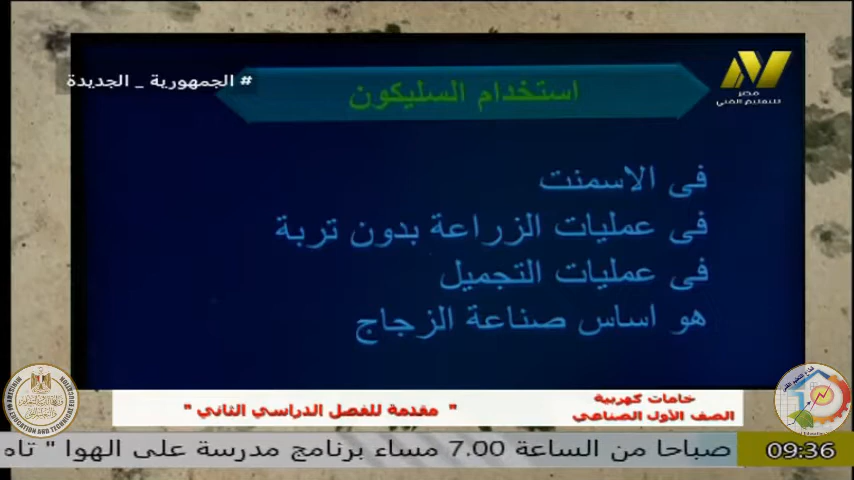 # الجمهورية _ الجديدة
مصر
للتعليم الفني
استخدام السليكون
فى الاسمنت
فى عمليات الزراعة بدون تربة
فى عمليات التجميل
هو اساس صناعة الزجاج
خامات كهربية
الصف الأول الصناعي
" مقدمة للفصل الدراسي الثاني "
صباحا من الساعة 7.00 مساء برنامج مدرسة على الهوا "
09:36